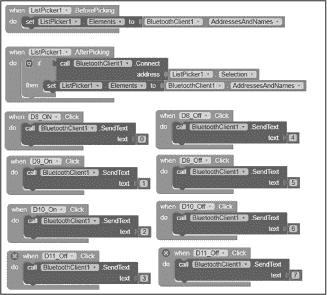 when ListPicker1 .BeforePicking
do set ListPicker1 . Elements to BluetoothClient1 . AddressesAndNames
when ListPicker1 .AfterPicking
do if call BluetoothClient1 .Connect
address ListPicker1 . Selection
then set ListPicker1 . Elements to BluetoothClient1 . AddressesAndNames
when D8_ON .Click
do call BluetoothClient1 .SendText
text 0
when D8_Off .Click
do call BluetoothClient1 .SendText
text 4
when D9_On .Click
do call BluetoothClient1 .SendText
text 1
when D9_Off .Click
do call BluetoothClient1 .SendText
text 5
when D10_On .Click
do call BluetoothClient1 .SendText
text 2
when D10_Off .Click
do call BluetoothClient1 .SendText
text 6
when D11_Off .Click
do call BluetoothClient1 .SendText
text 3
when D11_Off .Click
do call BluetoothClient1 .SendText
text 7